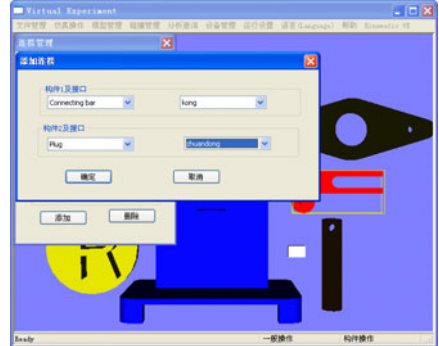 Virtual Experiment
文件管理 仿真操作 模型管理 碰撞管理 分析查询 设备管理 运行设置 语言(Language) 帮助 Kinematic
连接管理
添加连接
构件1及接口
Connecting bar kong
构件2及接口
Plug zhuandong
确定 取消
添加 删除
Ready 一般操作 构件操作